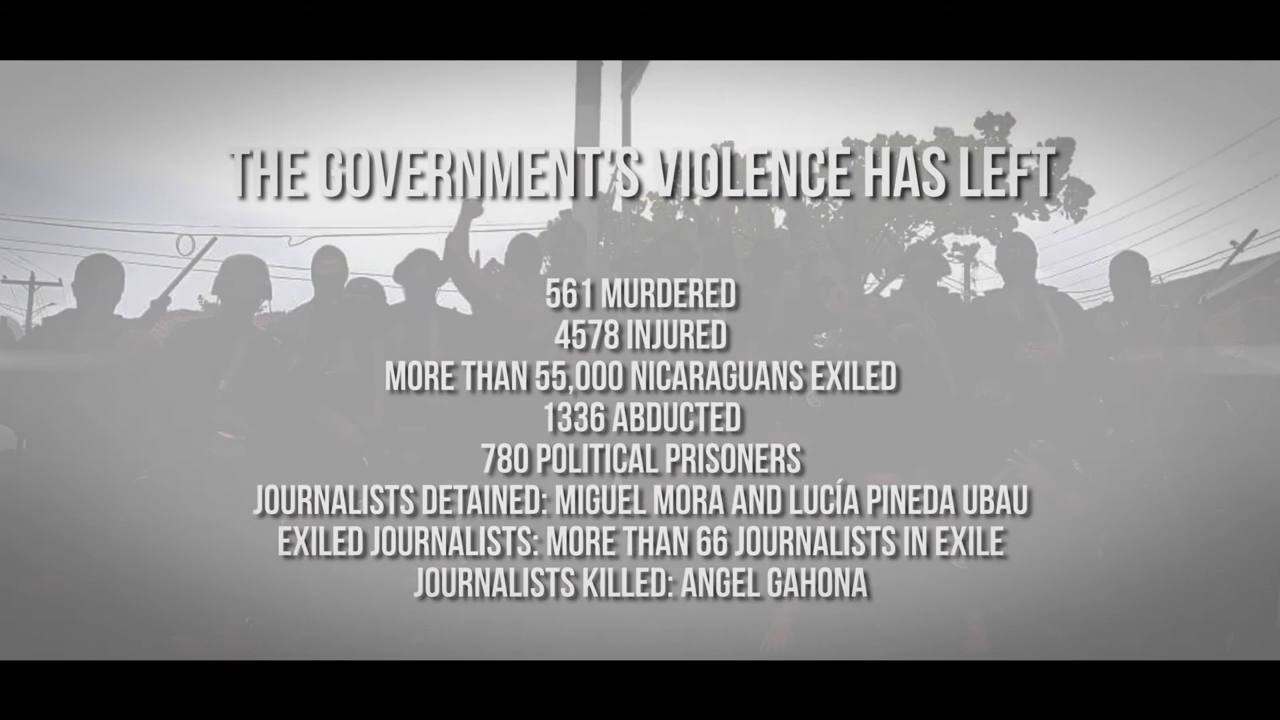 THE GOVERNMENT'S VIOLENCE HAS LEFT
561 MURDERED
4578 INJURED
MORE THAN 55,000 NICARAGUANS EXILED
1336 ABDUCTED
780 POLITICAL PRISONERS
JOURNALISTS DETAINED: MIGUEL MORA AND LUCÍA PINEDA UBAU
EXILED JOURNALISTS: MORE THAN 66 JOURNALISTS IN EXILE
JOURNALISTS KILLED: ANGEL GAHONA